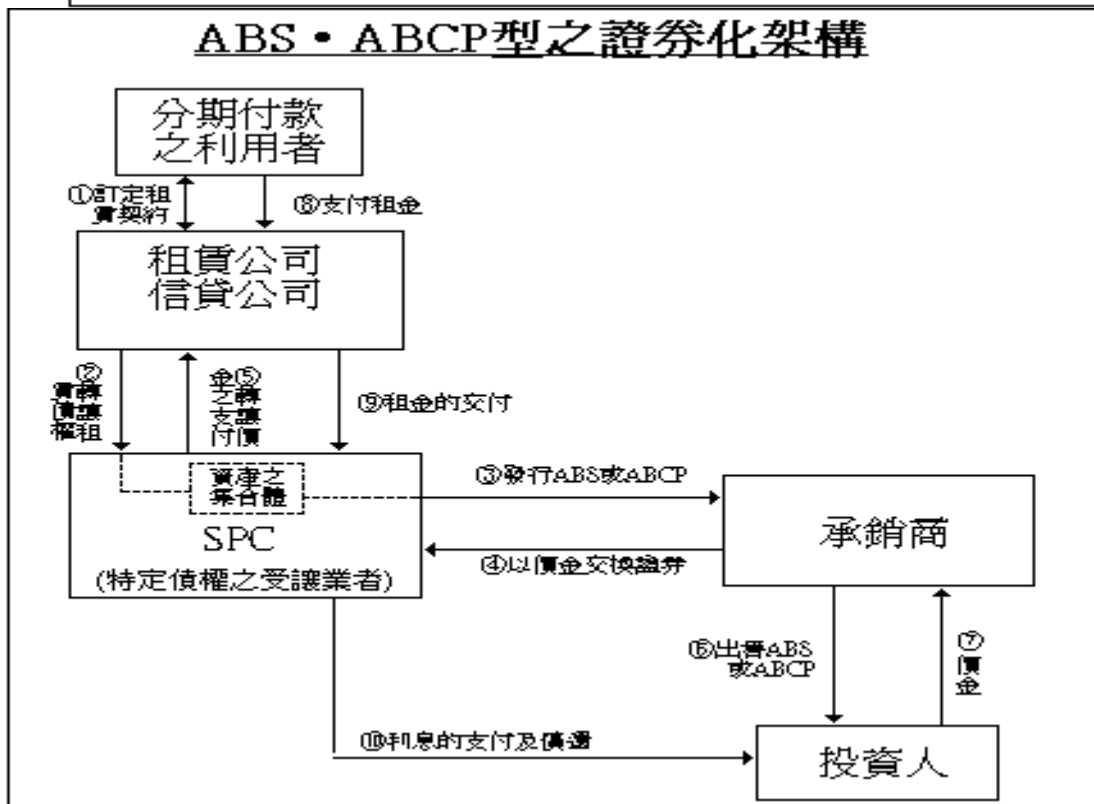 ABS・ABCP型之證券化架構
分期付款
之利用者
①訂定租
賃契約
⑧支付租金
租賃公司
信貸公司
②
轉讓租
賃債權
⑤
轉讓價
金之支付
⑨租金的交付
資產之
集合體
SPC
(特定債權之受讓業者)
③發行ABS或ABCP
④以價金交換證券
承銷商
⑥出售ABS
或ABCP
⑦
價
金
⑩利息的支付及償還
投資人